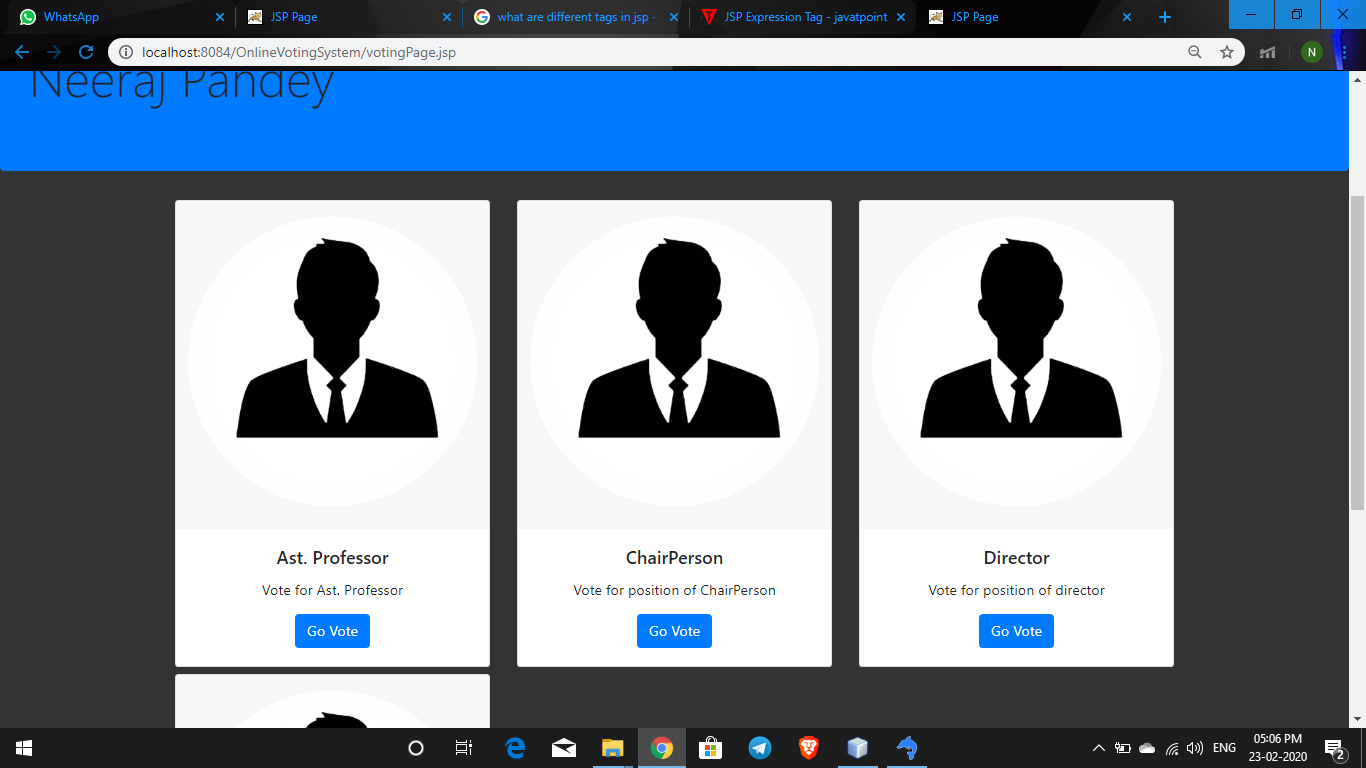 WhatsApp
JSP Page
what are different tags in jsp -
JSP Expression Tag - javatpoint
JSP Page
localhost:8084/OnlineVotingSystem/votingPage.jsp
N
Neeraj Pandey
Ast. Professor
Vote for Ast. Professor
Go Vote
ChairPerson
Vote for position of ChairPerson
Go Vote
Director
Vote for position of director
Go Vote
ENG
05:06 PM
23-02-2020
2